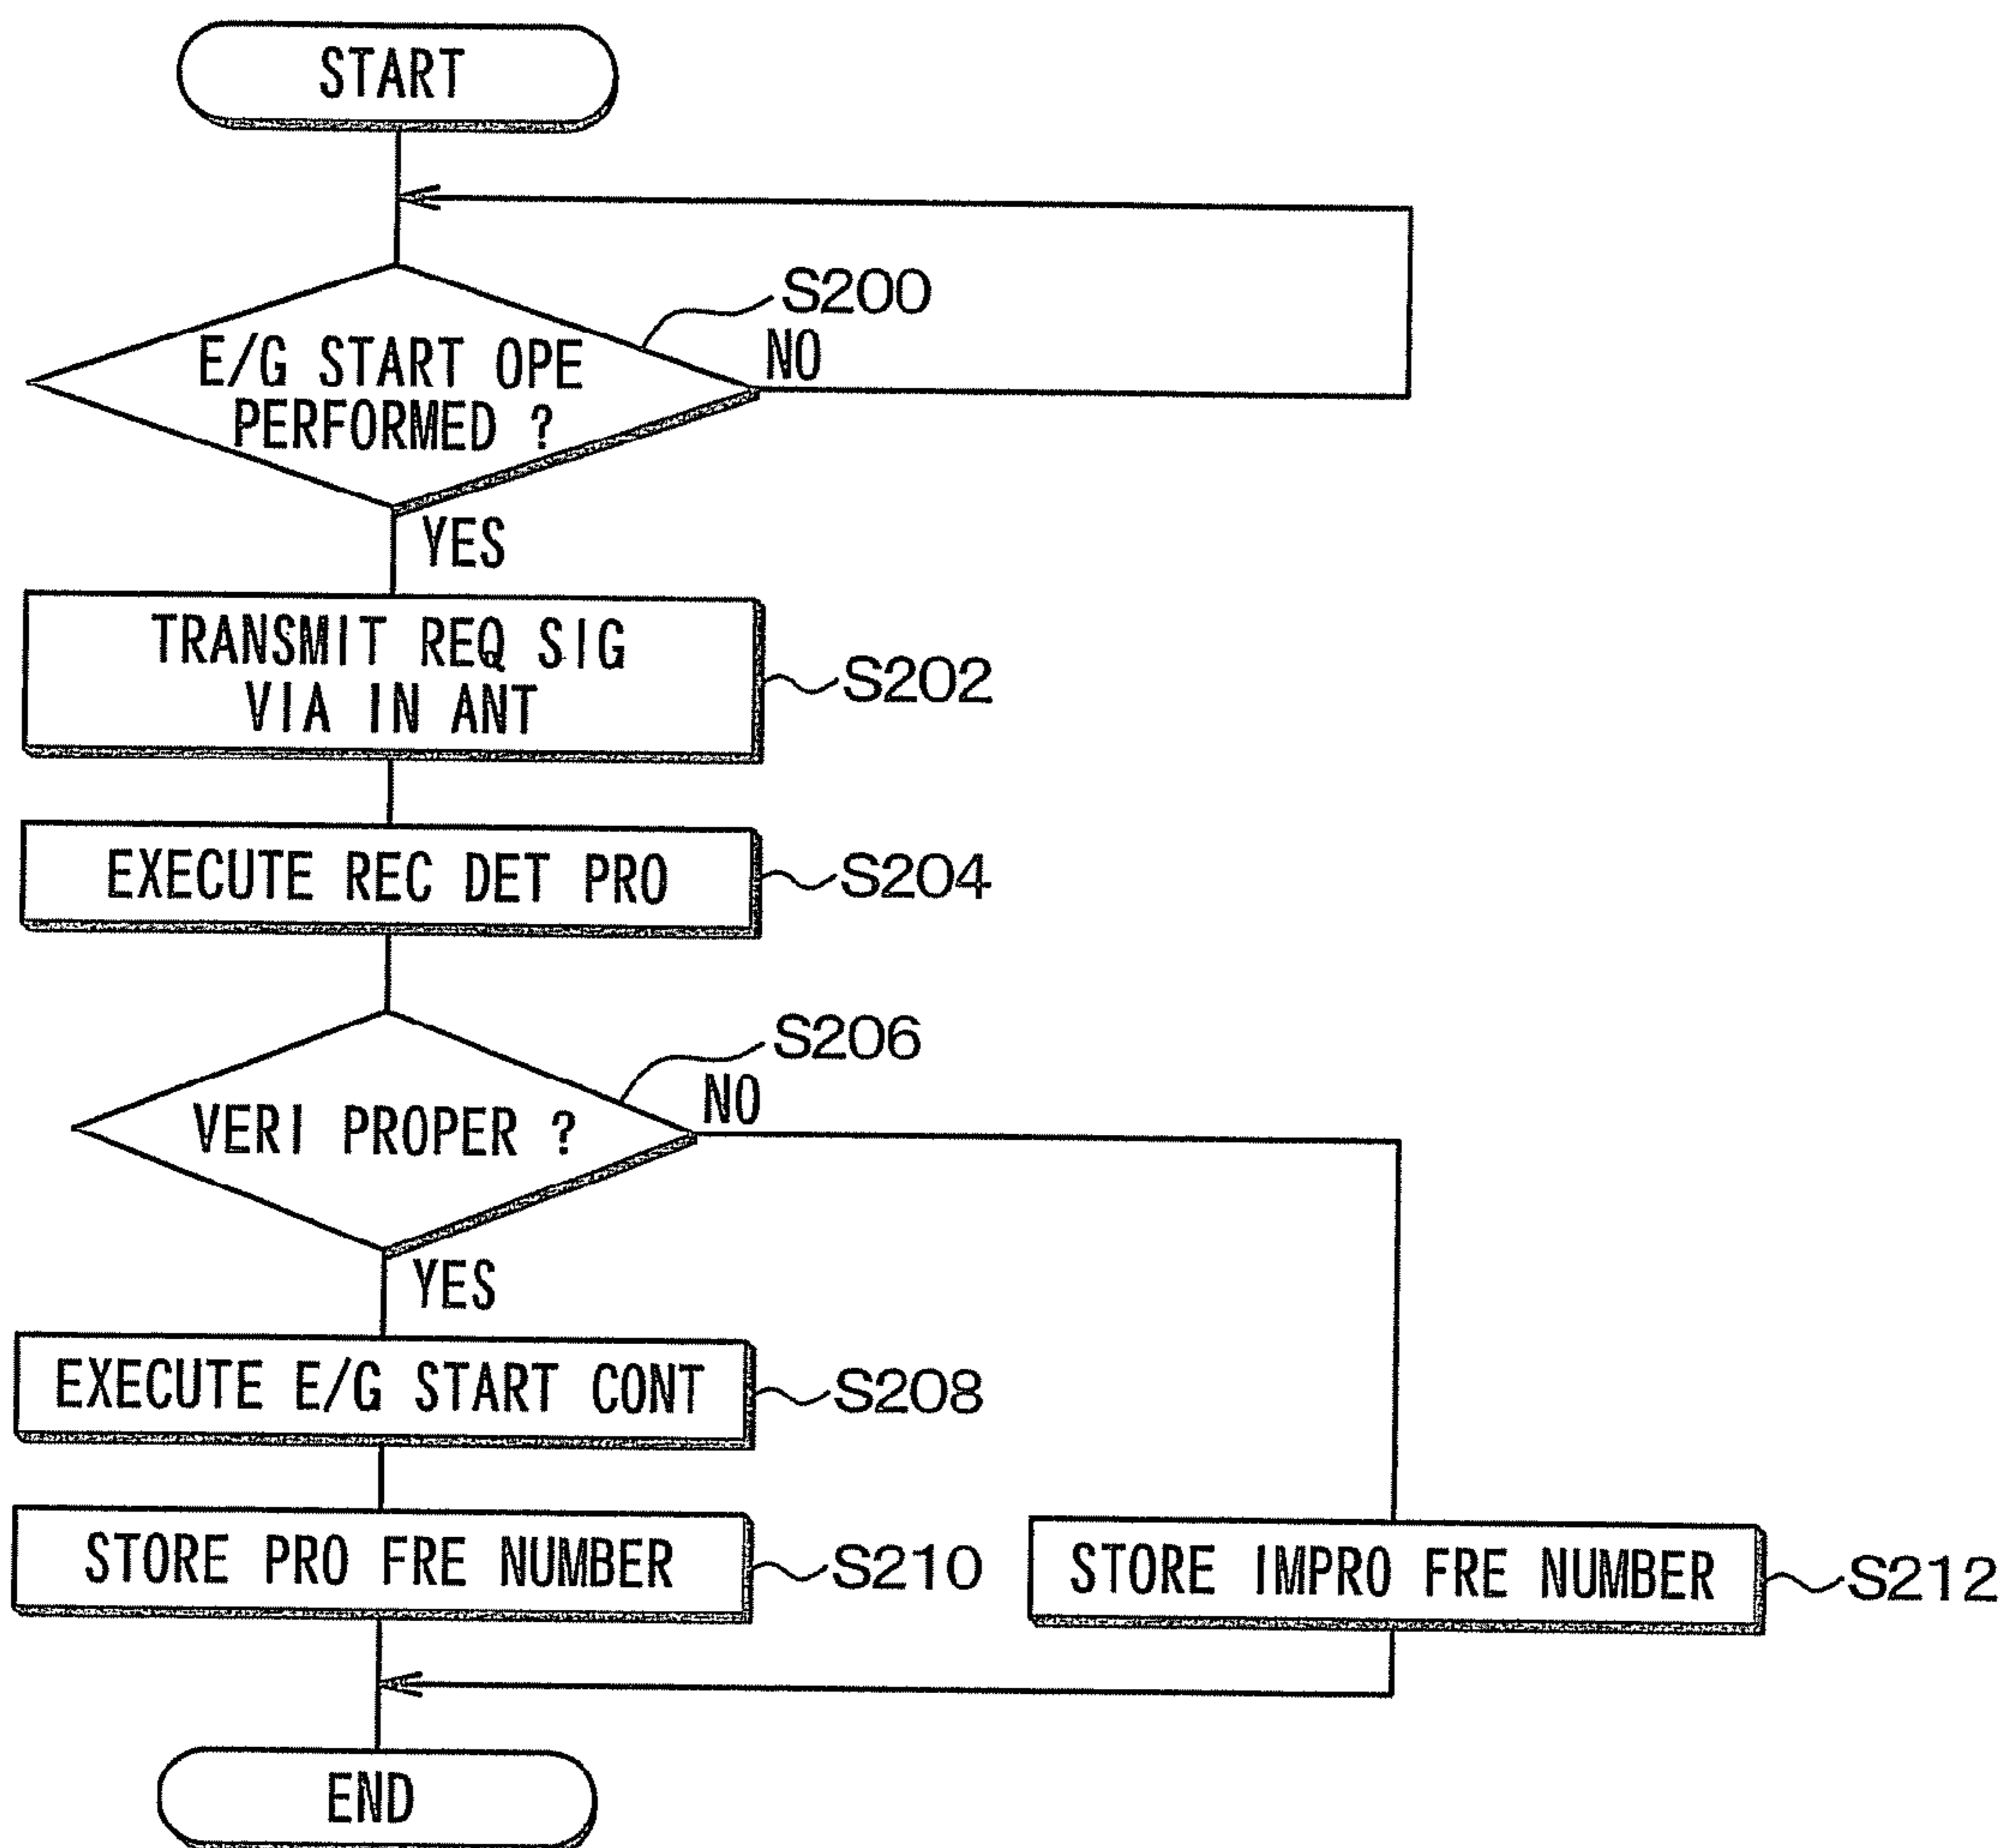 START
S200
E/G START OPE
PERFORMED ?
NO
YES
TRANSMIT REQ SIG
VIA IN ANT
S202
EXECUTE REC DET PRO
S204
S206
VERI PROPER ?
NO
YES
EXECUTE E/G START CONT
S208
STORE PRO FRE NUMBER
S210
STORE IMPRO FRE NUMBER
S212
END